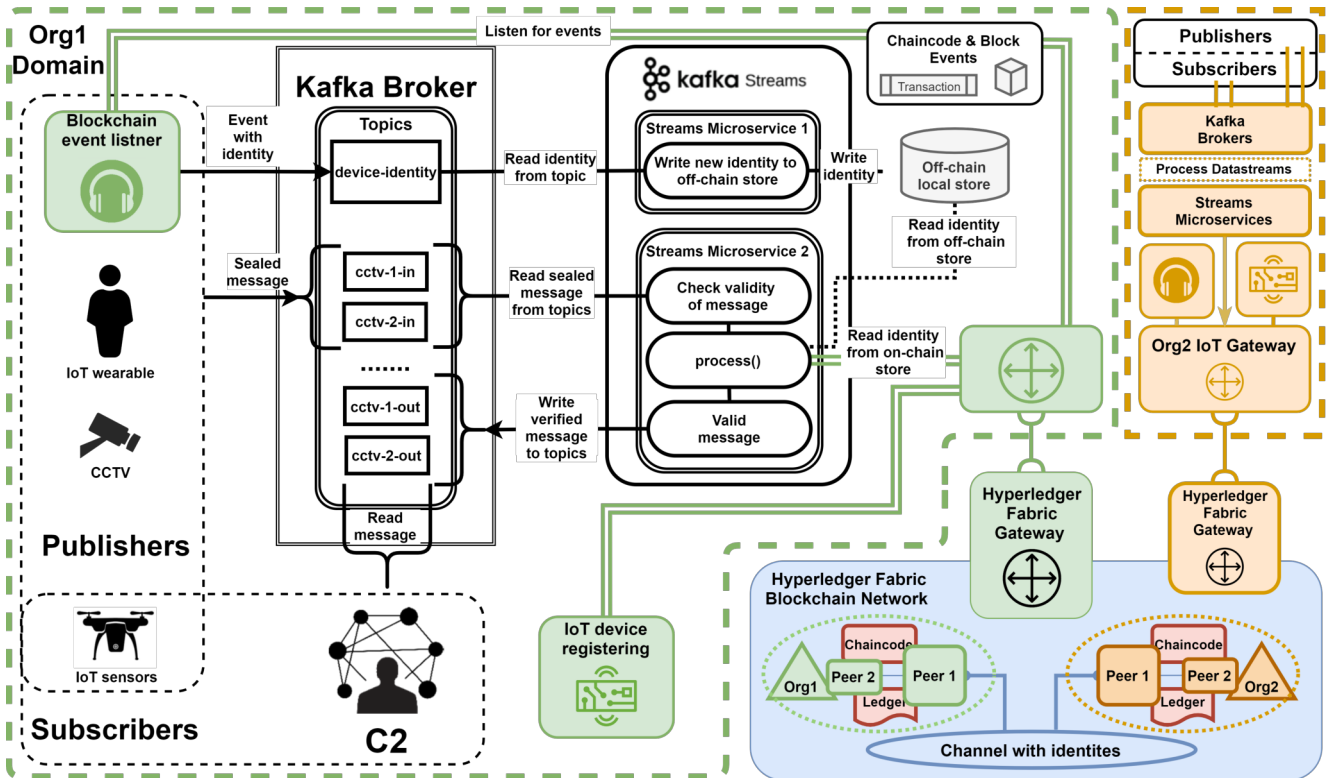 Org1
Domain
Listen for events
Blockchain
event listner
Event
with
identity
Kafka Broker
Topics
device-identity
Read identity
from topic
kafka Streams
Streams Microservice 1
Write new identity to
off-chain store
Write
identity
Chaincode & Block
Events
Transaction
Off-chain
local store
Read identity
from off-chain
store
Sealed
message
cctv-1-in
cctv-2-in
........
cctv-1-out
cctv-2-out
Read sealed
message
from topics
Streams Microservice 2
Check validity
of message
process()
Valid
message
Read identity
from on-chain
store
Write
verified
message
to topics
Read
message
IoT wearable
CCTV
Publishers
IoT sensors
Subscribers
C2
IoT device
registering
Publishers
Subscribers
Kafka
Brokers
Process Datastreams
Streams
Microservices
Org2 IoT Gateway
Hyperledger
Fabric
Gateway
Hyperledger
Fabric
Gateway
Hyperledger Fabric
Blockchain Network
Org1
Chaincode
Peer 2
Peer 1
Ledger
Peer 1
Chaincode
Peer 2
Ledger
Org2
Channel with identites